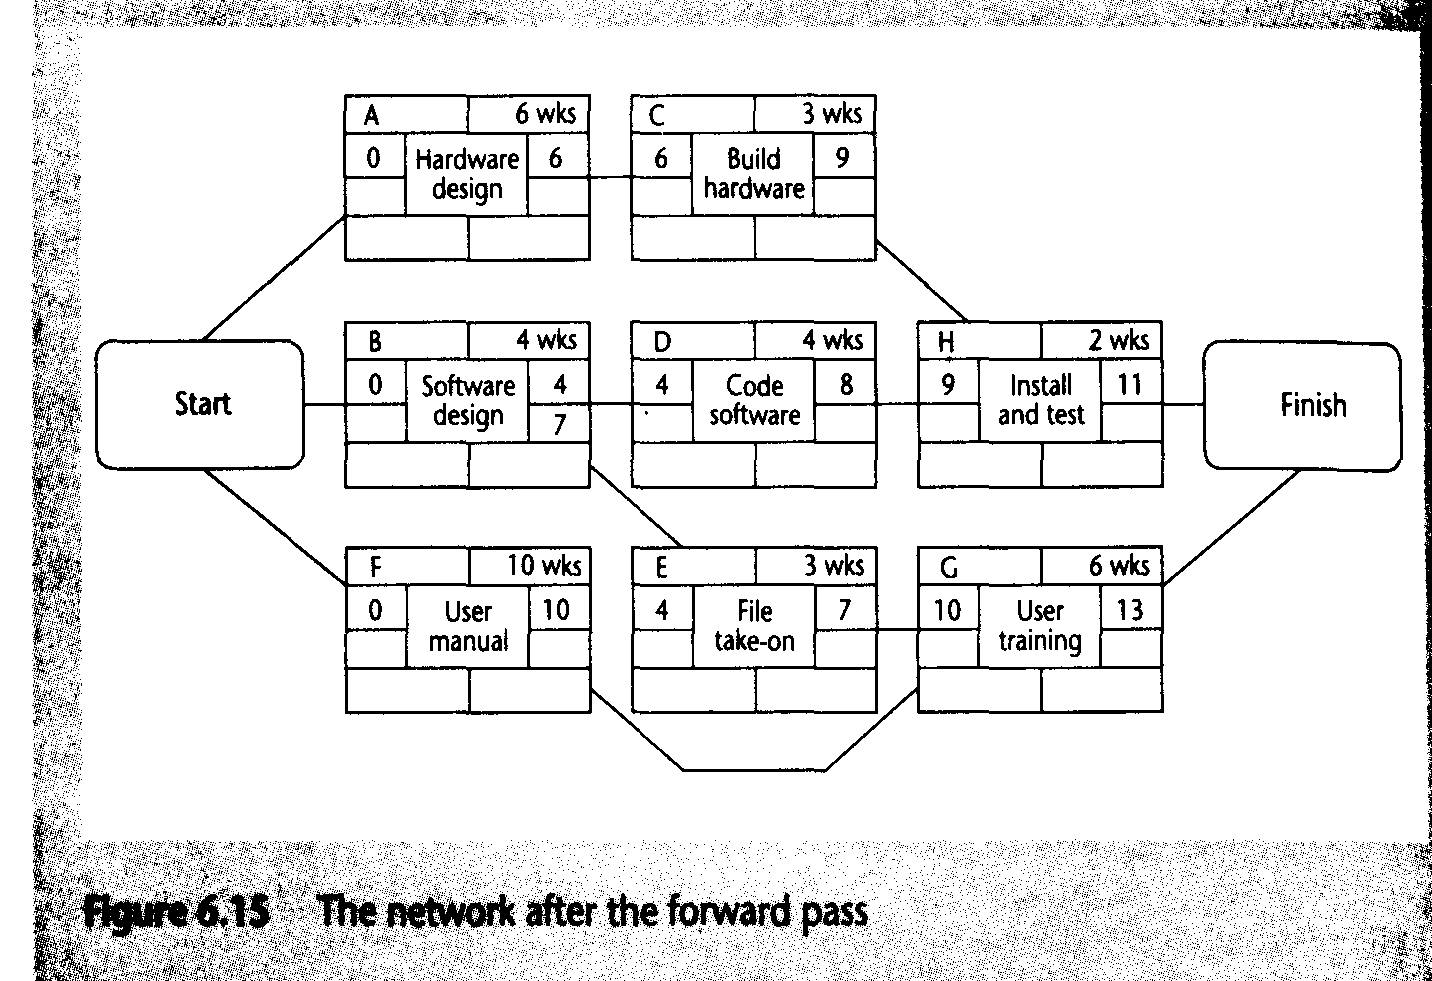 A 6 wks
0 Hardware 6
design
C 3 wks
6 Build 9
hardware
Start
B 4 wks
0 Software 4
design 7
D 4 wks
4 Code 8
software
H 2 wks
9 Install 11
and test
Finish
F 10 wks
0 User 10
manual
E 3 wks
4 File 7
take-on
G 6 wks
10 User 13
training
Figure 6.15 The network after the forward pass